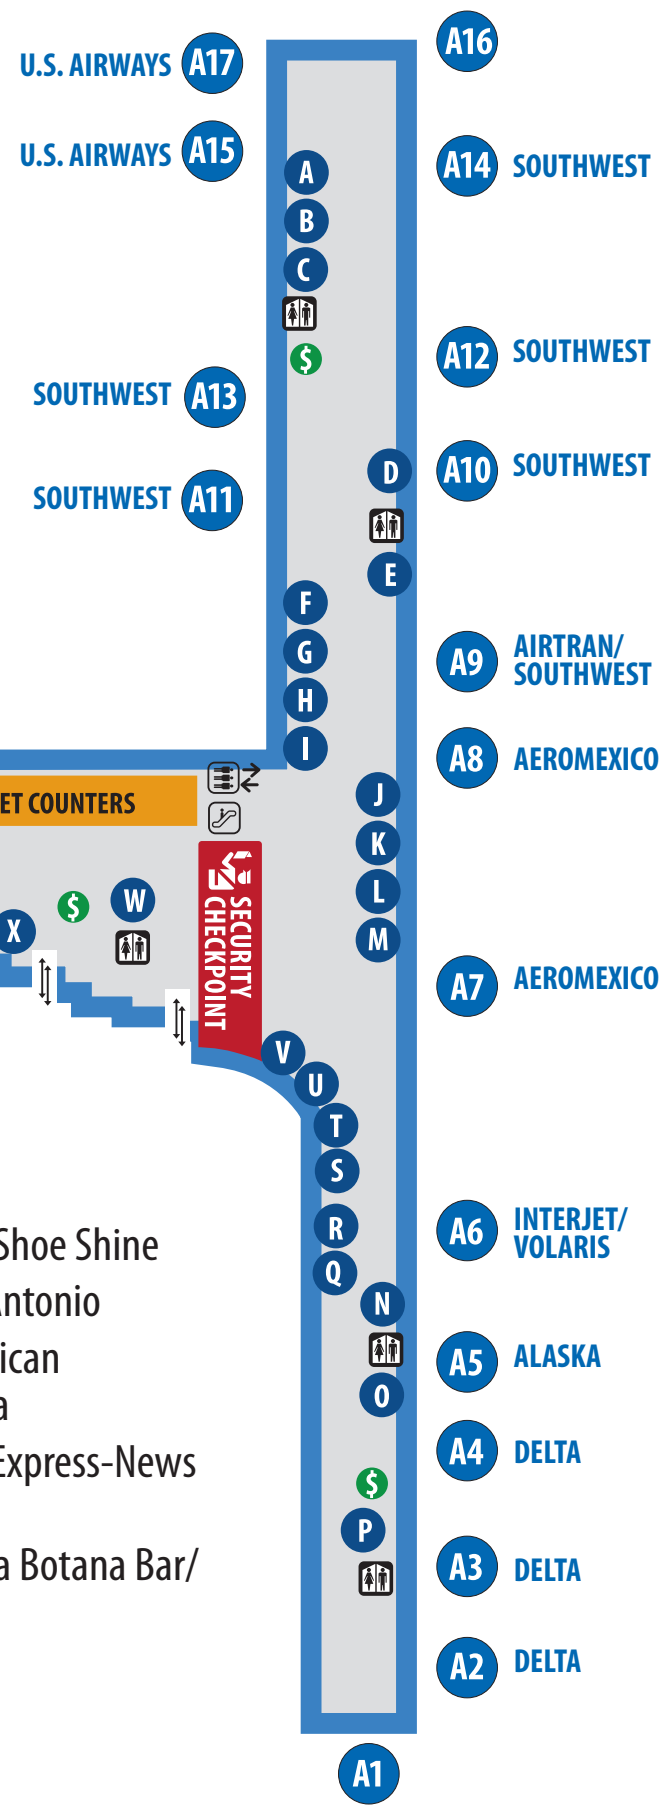 A16
U.S. AIRWAYS A17
U.S. AIRWAYS A15
A14 SOUTHWEST
A
B
C
$
A12 SOUTHWEST
SOUTHWEST A13
D
A10 SOUTHWEST
SOUTHWEST A11
E
F
G
A9 AIRTRAN/
SOUTHWEST
H
I
A8 AEROMEXICO
J
ET COUNTERS
K
L
$
W
X
M
SECURITY
CHECKPOINT
A7 AEROMEXICO
V
U
T
S
R
A6 INTERJET/
VOLARIS
Shoe Shine
Q
Antonio
N
ican
A5 ALASKA
O
a
A4 DELTA
Express-News
$
P
a Botana Bar/
A3 DELTA
A2 DELTA
A1